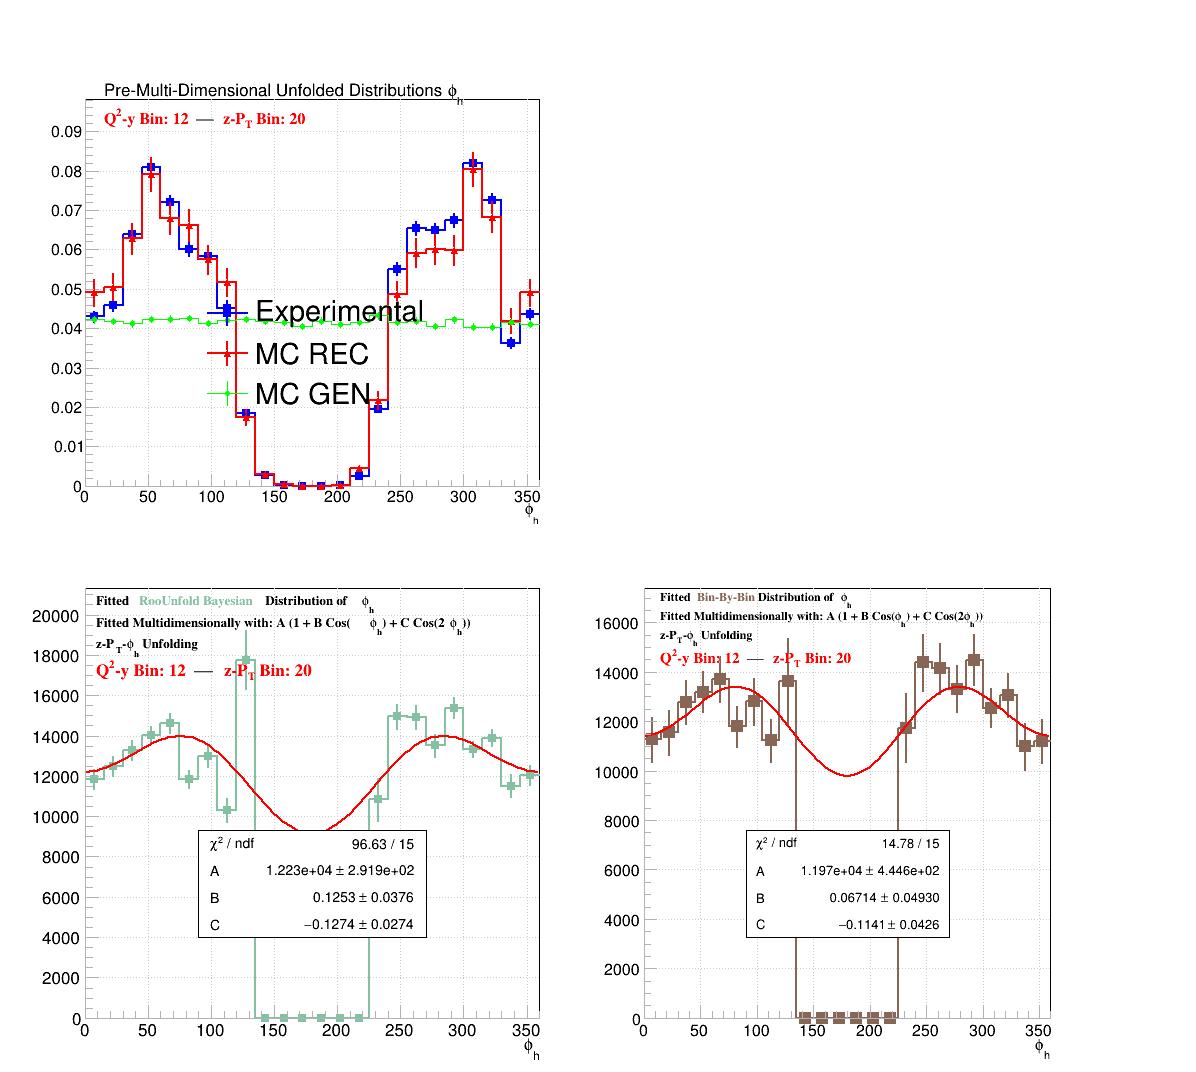 Pre-Multi-Dimensional Unfolded Distributions ϕh
Q²-y Bin: 12 — z-PT Bin: 20
0.09
0.08
0.07
0.06
0.05
0.04
0.03
0.02
0.01
0
Experimental
MC REC
MC GEN
0 50 100 150 200 250 300 350
ϕh
Fitted RooUnfold Bayesian Distribution of ϕh
Fitted Multidimensionally with: A (1 + B Cos( ϕh) + C Cos(2 ϕh))
z-PT-ϕh Unfolding
Q²-y Bin: 12 — z-PT Bin: 20
20000
18000
16000
14000
12000
10000
8000
6000
4000
2000
0
χ² / ndf 96.63 / 15
A 1.223e+04 ± 2.919e+02
B 0.1253 ± 0.0376
C −0.1274 ± 0.0274
0 50 100 150 200 250 300 350
ϕh
Fitted Bin-By-Bin Distribution of ϕh
Fitted Multidimensionally with: A (1 + B Cos(ϕh) + C Cos(2ϕh))
z-PT-ϕh Unfolding
Q²-y Bin: 12 — z-PT Bin: 20
16000
14000
12000
10000
8000
6000
4000
2000
0
χ² / ndf 14.78 / 15
A 1.197e+04 ± 4.446e+02
B 0.06714 ± 0.04930
C −0.1141 ± 0.0426
0 50 100 150 200 250 300 350
ϕh